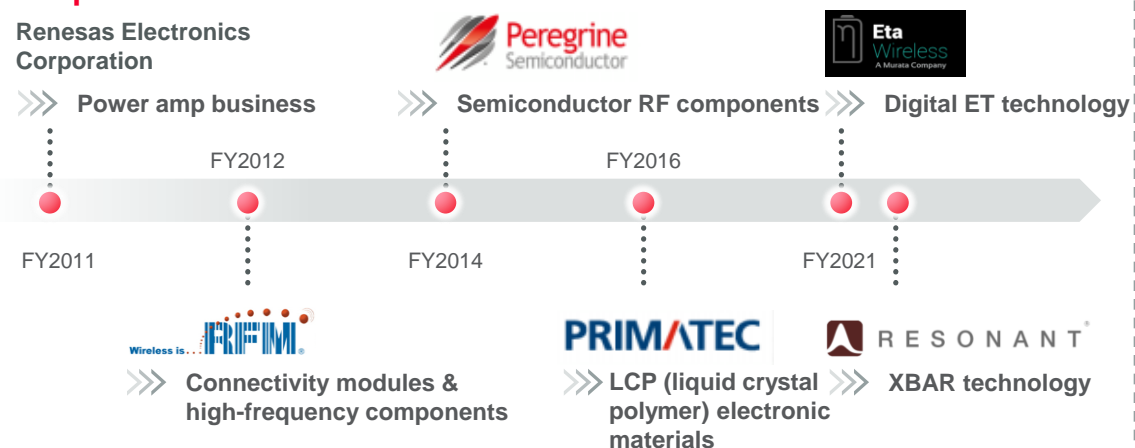 Renesas Electronics
Corporation
Peregrine
Semiconductor
Eta
Wireless
A Murata Company
Power amp business
Semiconductor RF components
Digital ET technology
FY2012
FY2016
FY2011
FY2014
FY2021
Wireless is... RFM®
PRIMATEC
RESONANT®
Connectivity modules &
high-frequency components
LCP (liquid crystal
polymer) electronic
materials
XBAR technology